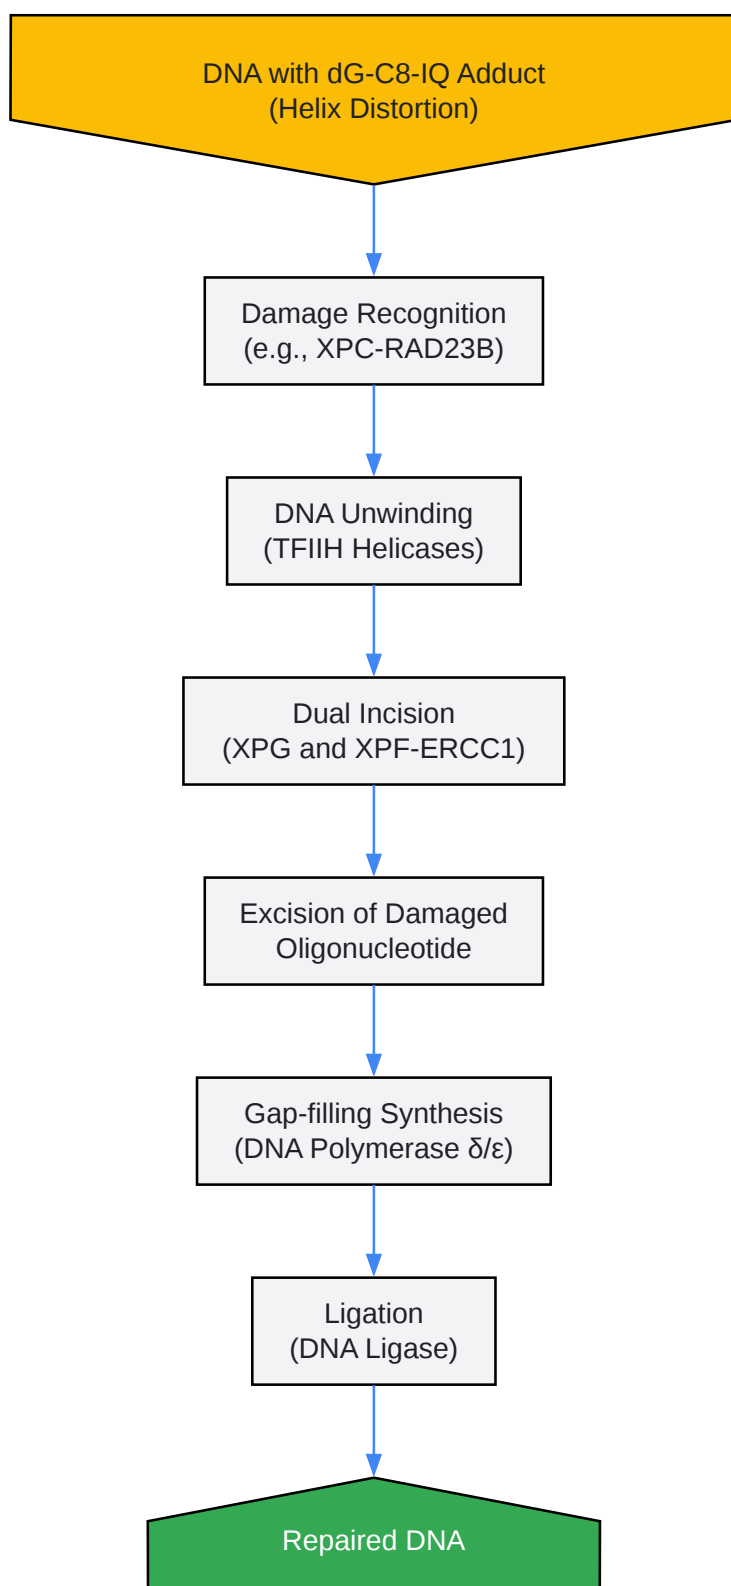 DNA with dG-C8-IQ Adduct
(Helix Distortion)
Damage Recognition
(e.g., XPC-RAD23B)
DNA Unwinding
(TFIIH Helicases)
Dual Incision
(XPG and XPF-ERCC1)
Excision of Damaged
Oligonucleotide
Gap-filling Synthesis
(DNA Polymerase δ/ε)
Ligation
(DNA Ligase)
Repaired DNA